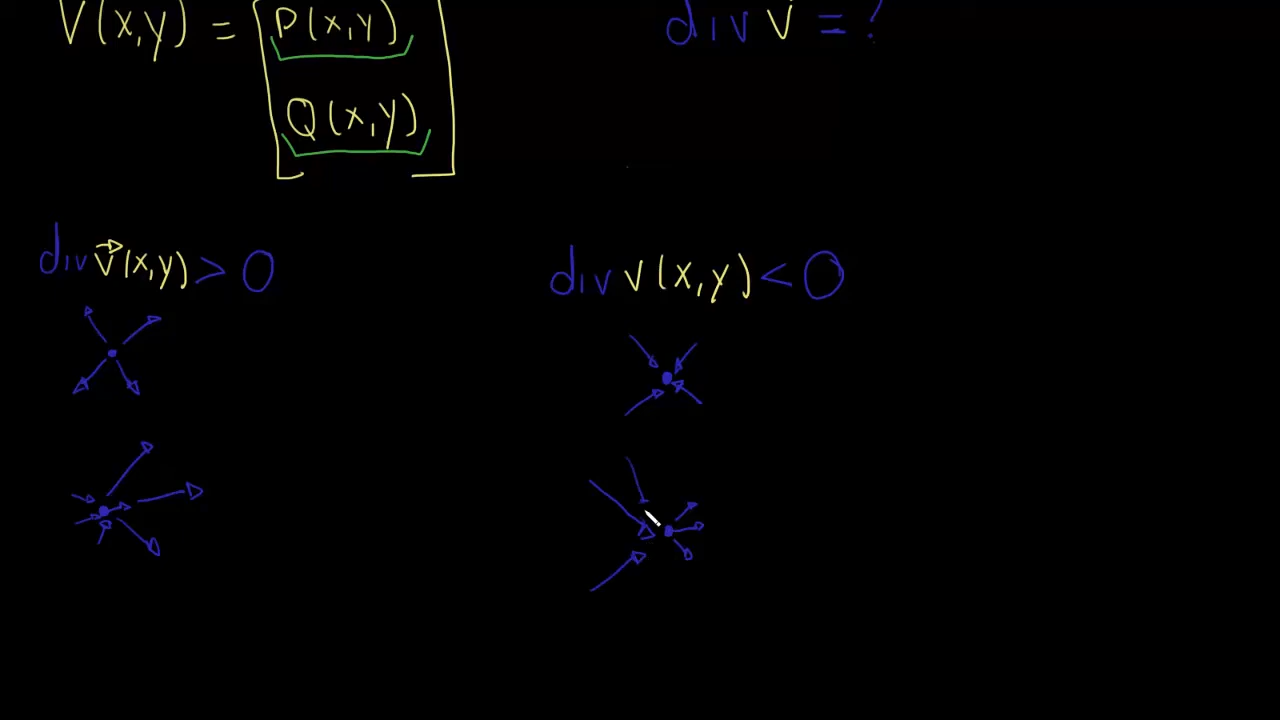 V(x,y) = [P(x,y)
Q(x,y)]
div V = ?
div v⃗(x,y) > 0
div v(x,y) < 0